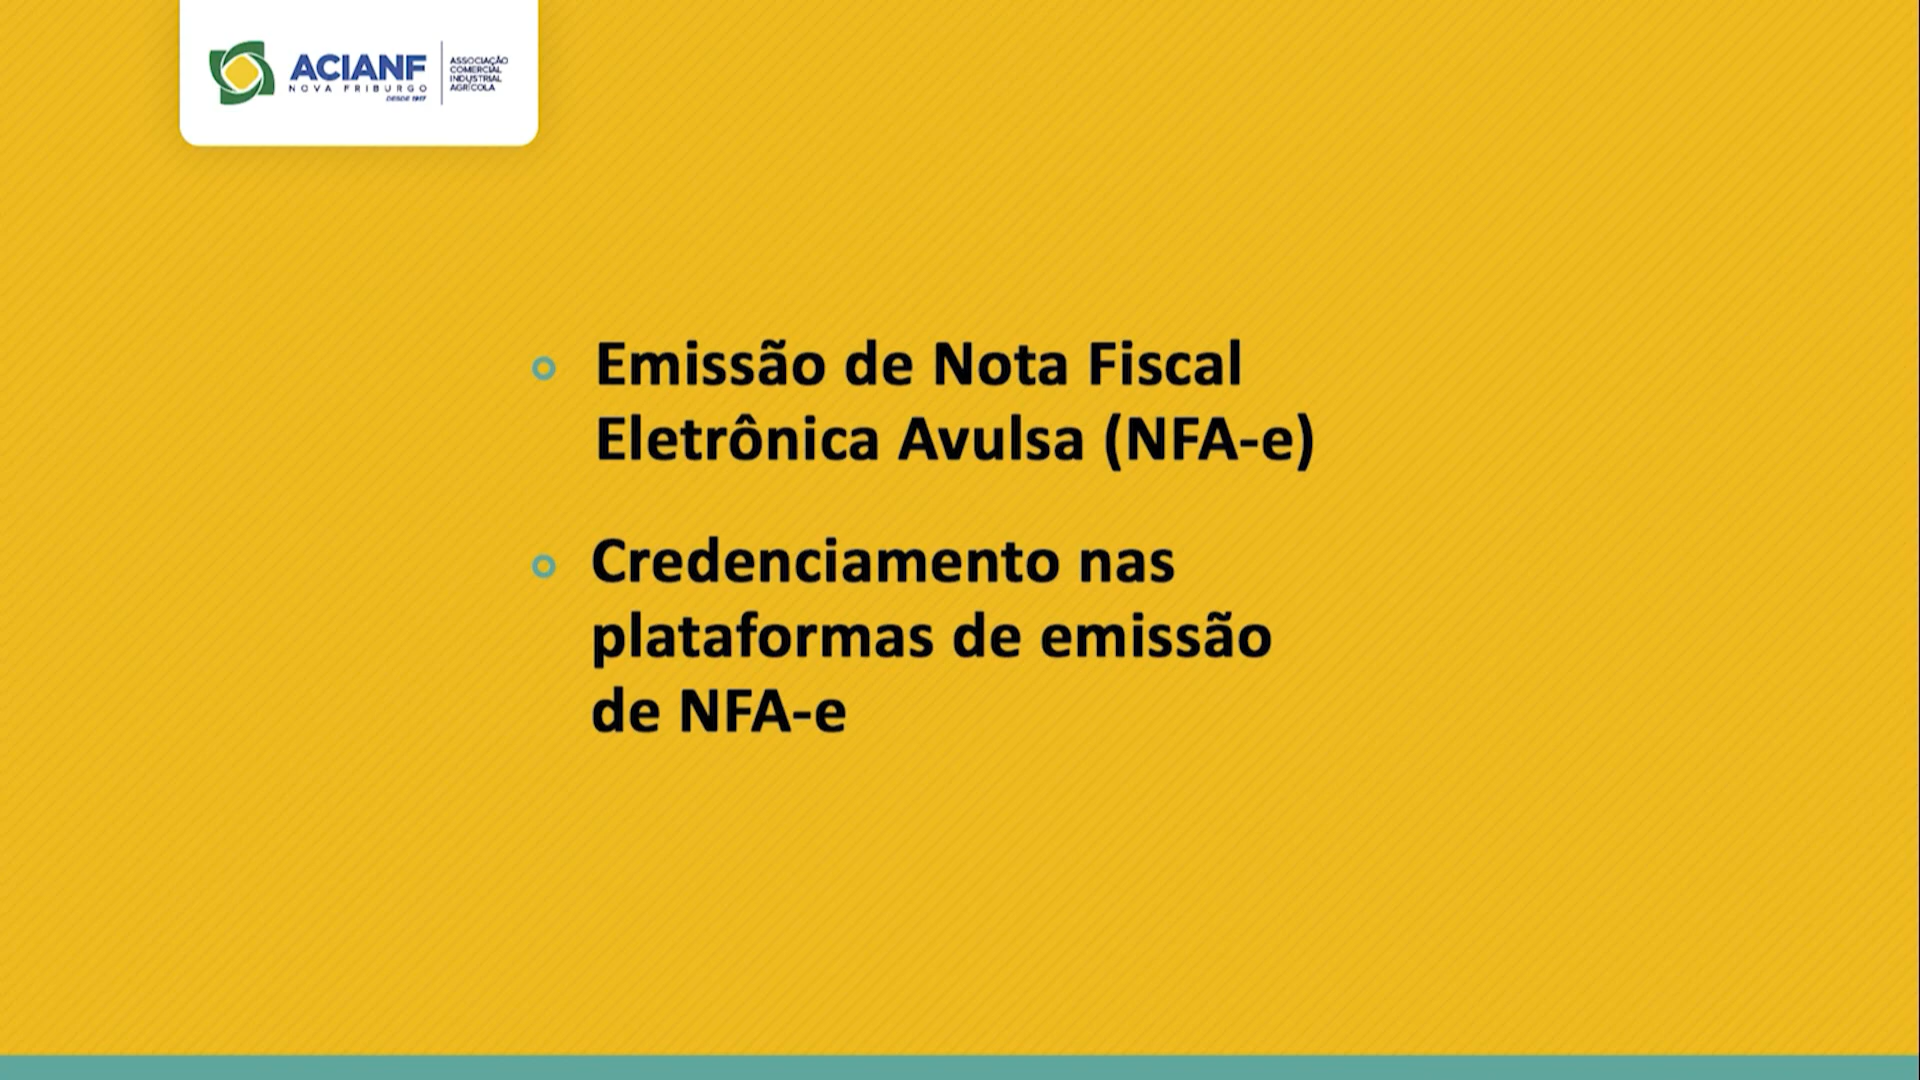 ACIANF
NOVA FRIBURGO
DESDE 1917
ASSOCIAÇÃO
COMERCIAL
INDUSTRIAL
AGRÍCOLA
Emissão de Nota Fiscal
Eletrônica Avulsa (NFA-e)
Credenciamento nas
plataformas de emissão
de NFA-e